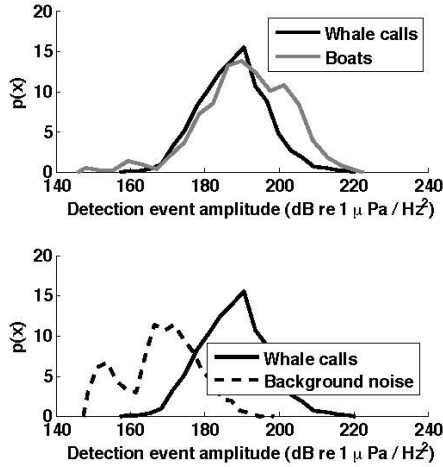 20
15
10
5
0
p(x)
Whale calls
Boats
140 160 180 200 220 240
Detection event amplitude (dB re 1 μ Pa / Hz²)
20
15
10
5
0
p(x)
Whale calls
Background noise
140 160 180 200 220 240
Detection event amplitude (dB re 1 μ Pa / Hz²)